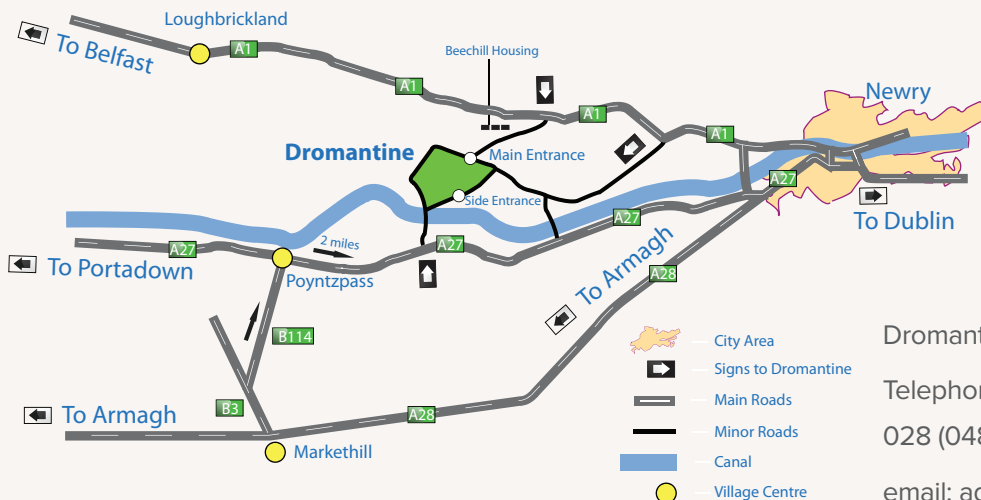 Loughbrickland
To Belfast
A1
Beechill Housing
A1
A1
Newry
A1
Dromantine
Main Entrance
Side Entrance
A27
To Dublin
A27
2 miles
A27
A27
To Portadown
Poyntzpass
To Armagh
A28
B114
City Area
Signs to Dromantine
Main Roads
Minor Roads
Canal
Village Centre
B3
To Armagh
A28
Markethill
Dromant
Telephon
028 (048
email: ad